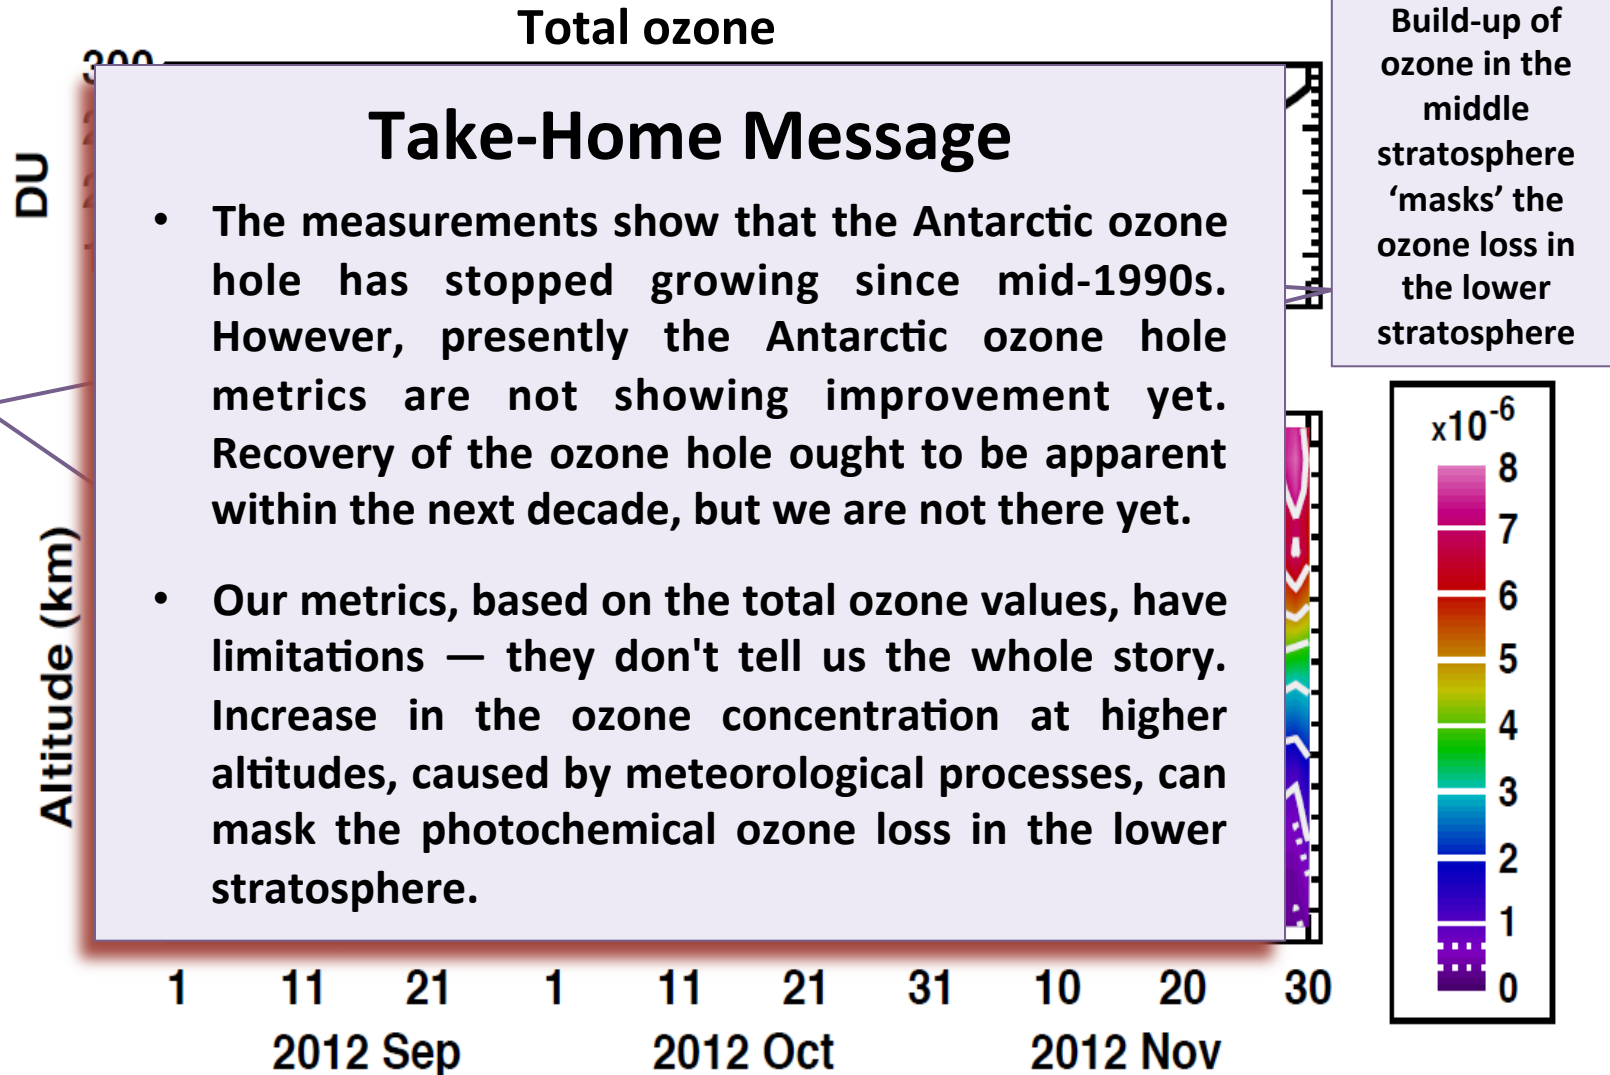 Total ozone
300
DU
Build-up of
ozone in the
middle
stratosphere
‘masks’ the
ozone loss in
the lower
stratosphere
Take-Home Message
• The measurements show that the Antarctic ozone
hole has stopped growing since mid-1990s.
However, presently the Antarctic ozone hole
metrics are not showing improvement yet.
Recovery of the ozone hole ought to be apparent
within the next decade, but we are not there yet.
• Our metrics, based on the total ozone values, have
limitations — they don't tell us the whole story.
Increase in the ozone concentration at higher
altitudes, caused by meteorological processes, can
mask the photochemical ozone loss in the lower
stratosphere.
Altitude (km)
x10-6
8
7
6
5
4
3
2
1
0
1 11 21 1 11 21 31 10 20 30
2012 Sep 2012 Oct 2012 Nov